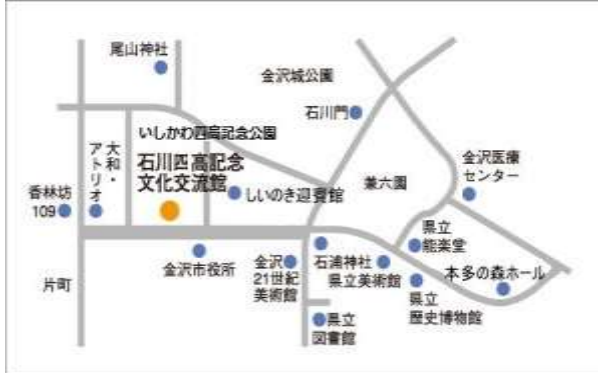 尾山神社
金沢城公園
石川門
いしかわ四高記念公園
大和・
アトリオ
石川四高記念
文化交流館
金沢医療
センター
しいのき迎賓館
兼六園
香林坊
109
県立
能楽堂
金沢市役所
金沢
21世紀
美術館
石浦神社
県立美術館
本多の森ホール
片町
県立
歴史博物館
県立
図書館